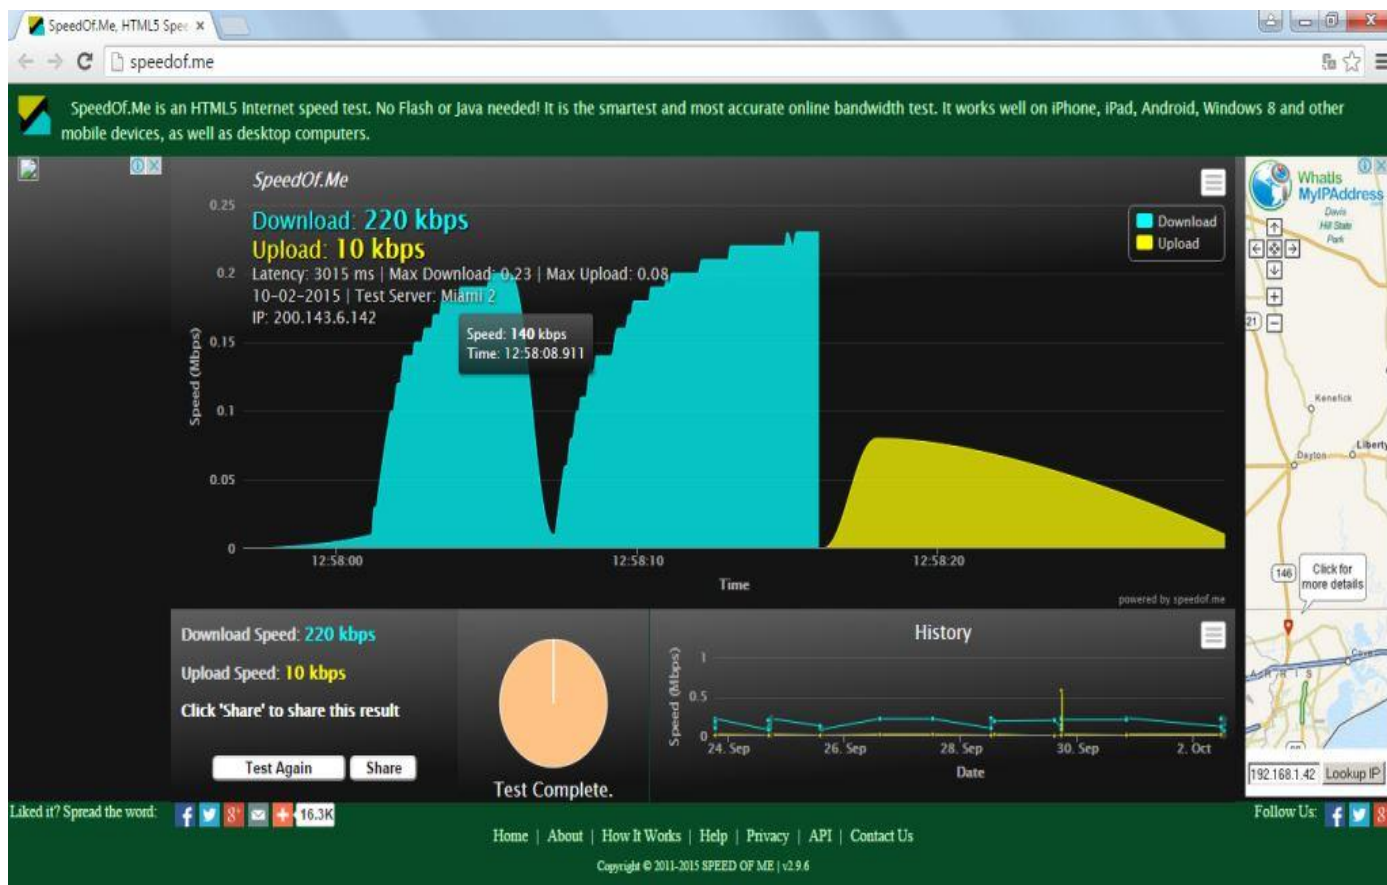 SpeedOf.Me, HTML5 Spee
speedof.me
SpeedOf.Me is an HTML5 Internet speed test. No Flash or Java needed! It is the smartest and most accurate online bandwidth test. It works well on iPhone, iPad, Android, Windows 8 and other
mobile devices, as well as desktop computers.
SpeedOf.Me
Download: 220 kbps
Upload: 10 kbps
Latency: 3015 ms | Max Download: 0.23 | Max Upload: 0.08
10-02-2015 | Test Server: Miami 2
IP: 200.143.6.142
Speed: 140 kbps
Time: 12:58:08.911
Download
Upload
Speed (Mbps)
0.25
0.2
0.15
0.1
0.05
0
12:58:00
12:58:10
12:58:20
Time
powered by speedof.me
WhatIs
MyIPAddress
Davis
Hill State
Park
21
Kenefick
Liberty
Dayton
146
Click for
more details
Cove
192.168.1.42
Lookup IP
Download Speed: 220 kbps
Upload Speed: 10 kbps
Click 'Share' to share this result
Test Again
Share
Test Complete.
History
Speed (Mbps)
1
0.5
0
24. Sep
26. Sep
28. Sep
30. Sep
2. Oct
Date
Liked it? Spread the word:
16.3K
Follow Us:
Home | About | How It Works | Help | Privacy | API | Contact Us
Copyright © 2011-2015 SPEED OF ME | v2.9.6